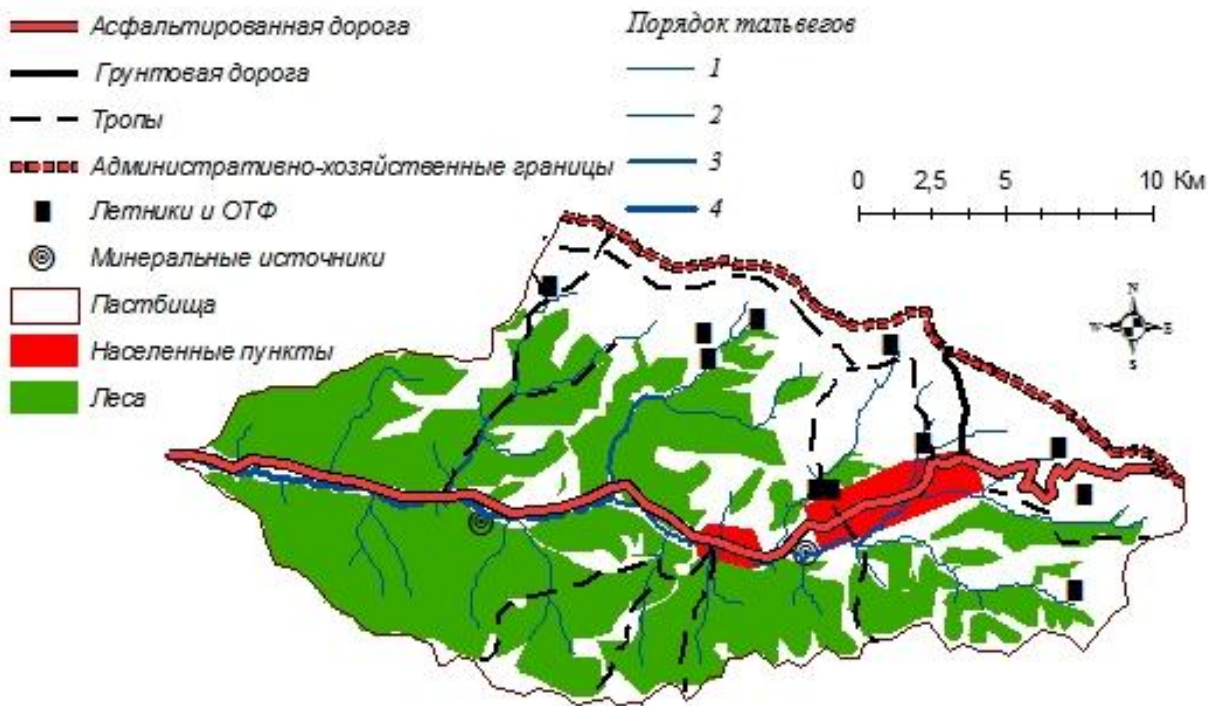 Асфальтированная дорога
Грунтовая дорога
Тропы
Административно-хозяйственные границы
Летники и ОТФ
Минеральные источники
Пастбища
Населенные пункты
Леса
Порядок тальвегов
1
2
3
4
0 2,5 5 10 Км
N
W E
S